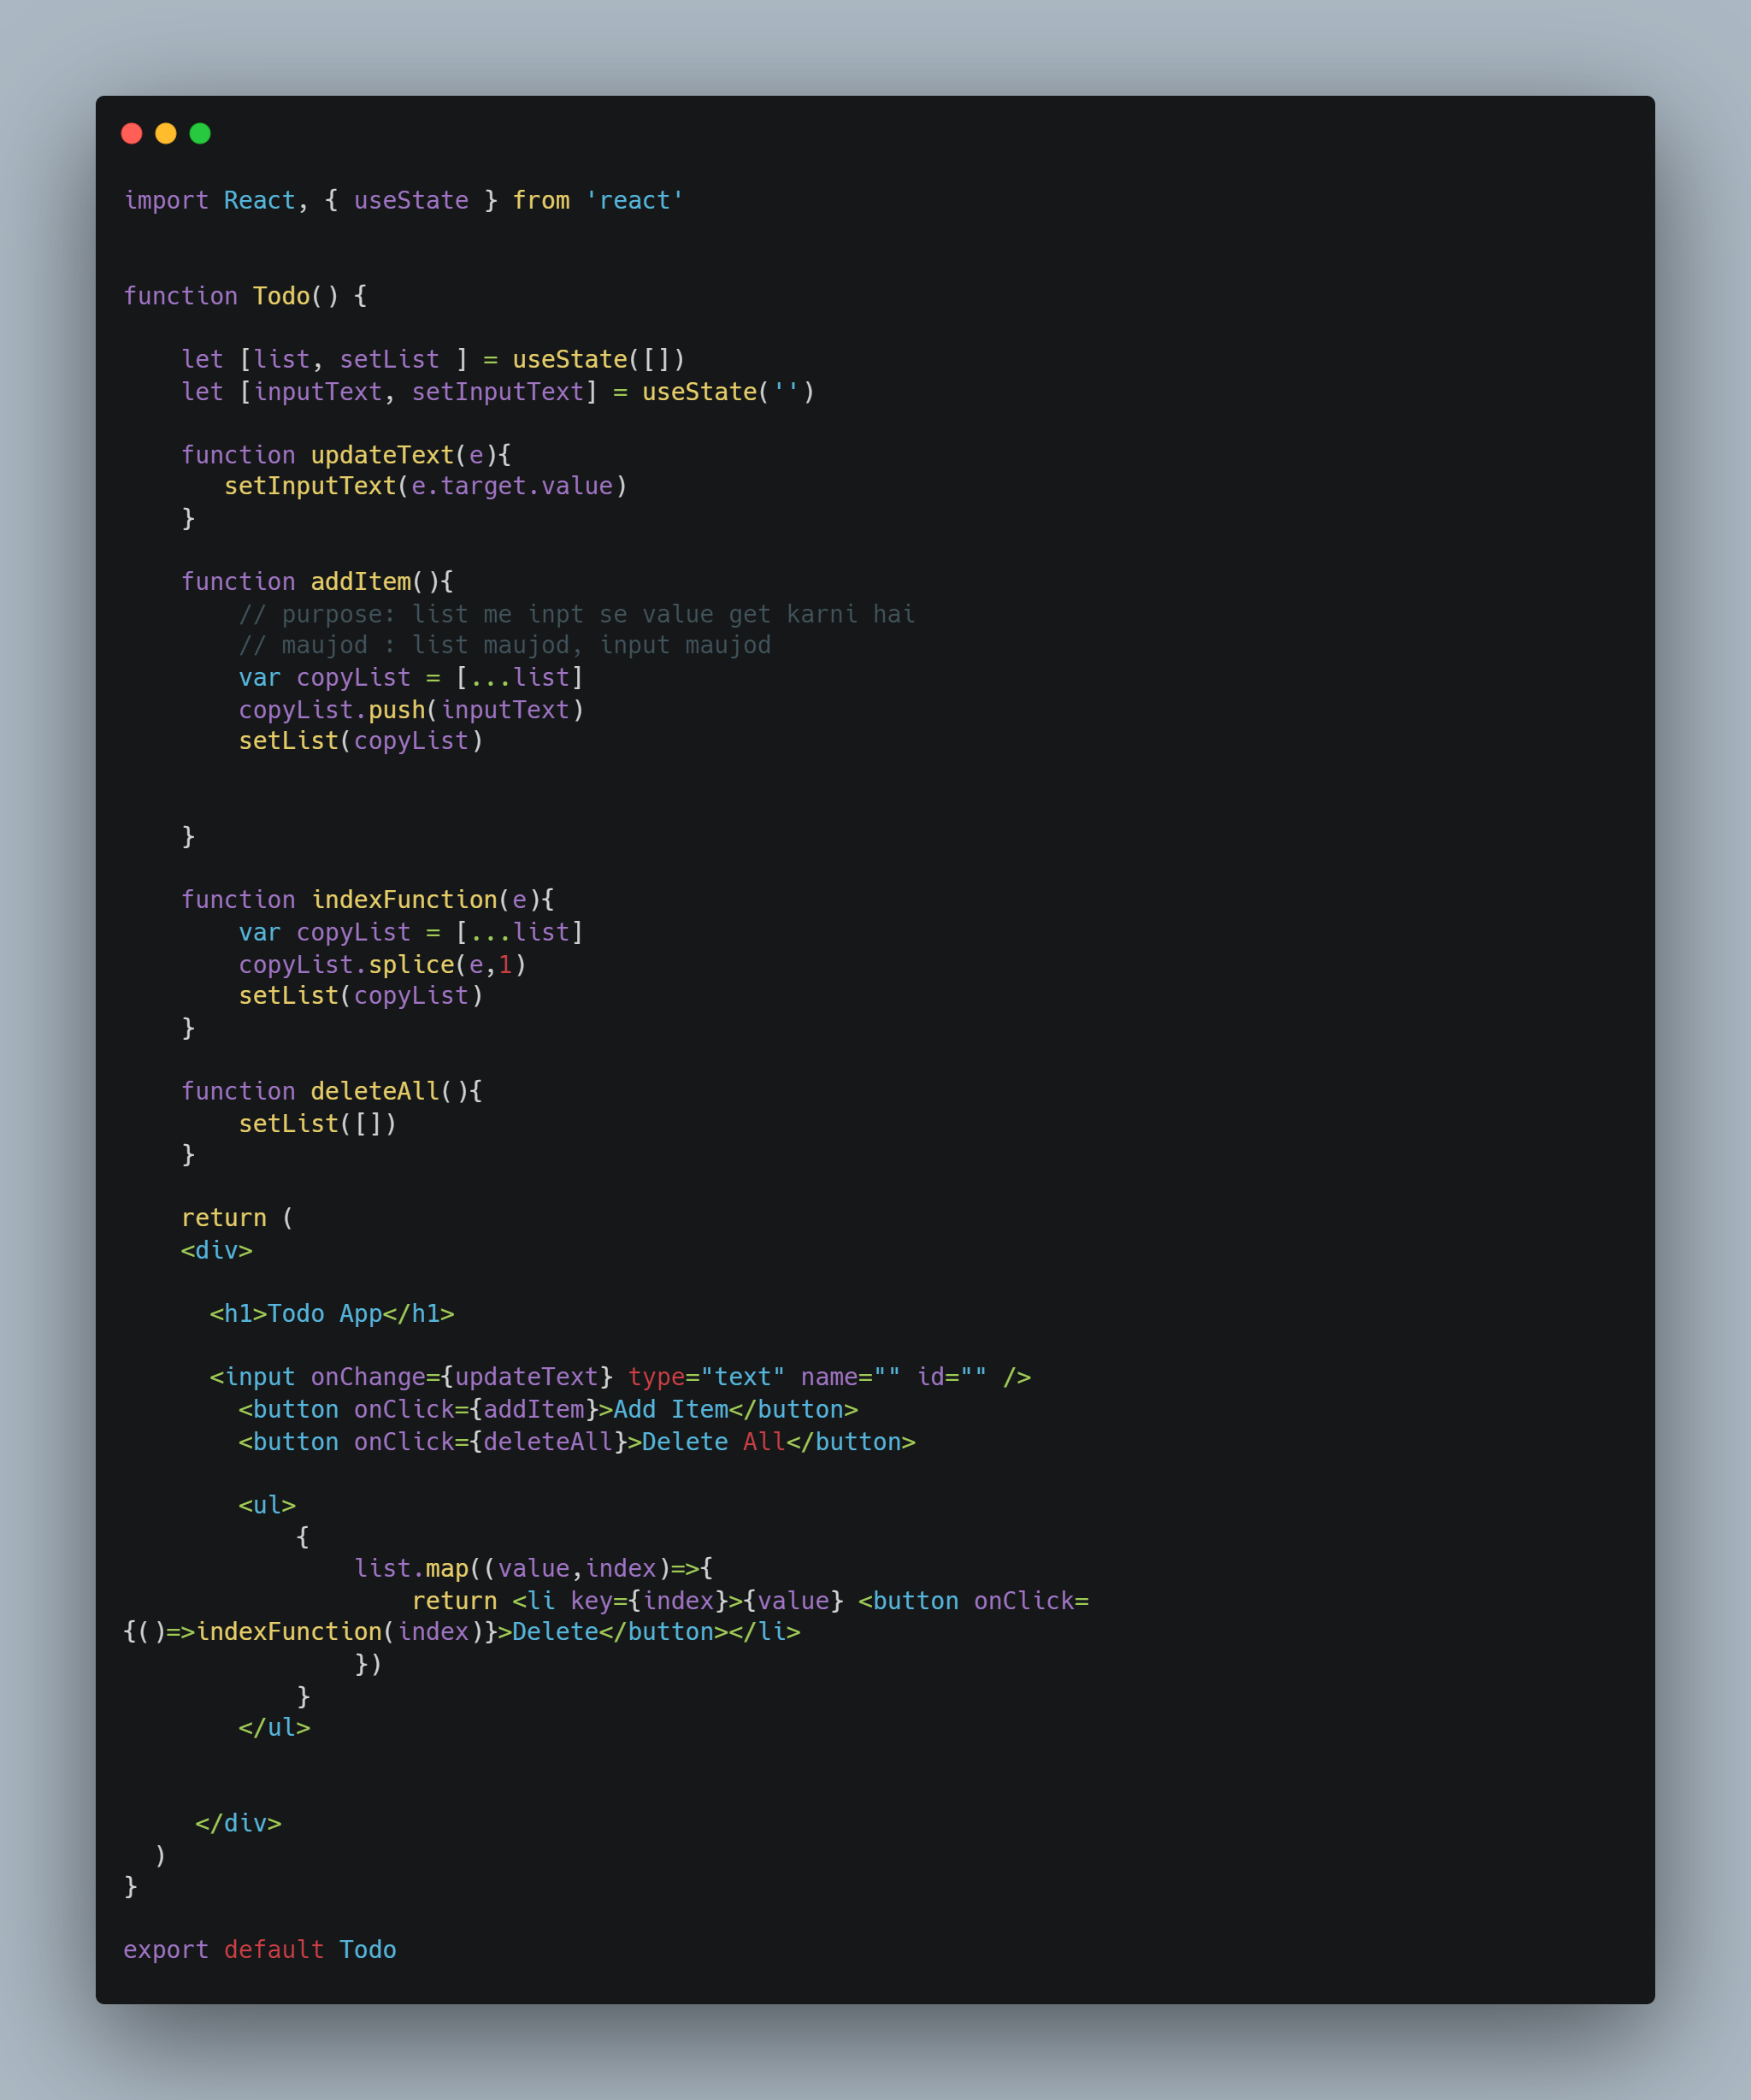 import React, { useState } from 'react'
function Todo() {
let [list, setList ] = useState([])
let [inputText, setInputText] = useState('')
function updateText(e){
setInputText(e.target.value)
}
function addItem(){
// purpose: list me inpt se value get karni hai
// maujod : list maujod, input maujod
var copyList = [...list]
copyList.push(inputText)
setList(copyList)
}
function indexFunction(e){
var copyList = [...list]
copyList.splice(e,1)
setList(copyList)
}
function deleteAll(){
setList([])
}
return (
<div>
<h1>Todo App</h1>
<input onChange={updateText} type="text" name="" id="" />
<button onClick={addItem}>Add Item</button>
<button onClick={deleteAll}>Delete All</button>
<ul>
{
list.map((value,index)=>{
return <li key={index}>{value} <button onClick=
{()=>indexFunction(index)}>Delete</button></li>
})
}
</ul>
</div>
)
}
export default Todo